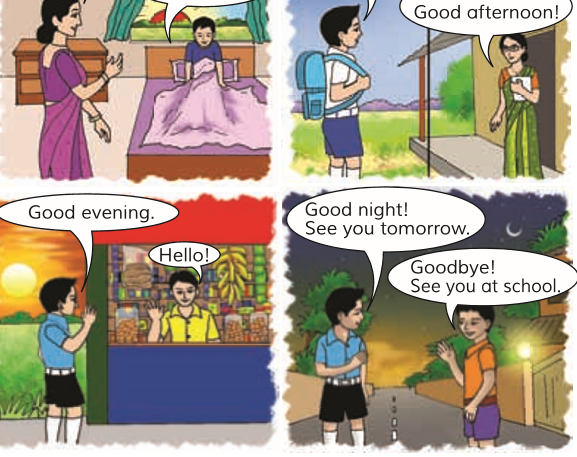 Good afternoon!
Good evening.
Hello!
Good night!
See you tomorrow.
Goodbye!
See you at school.